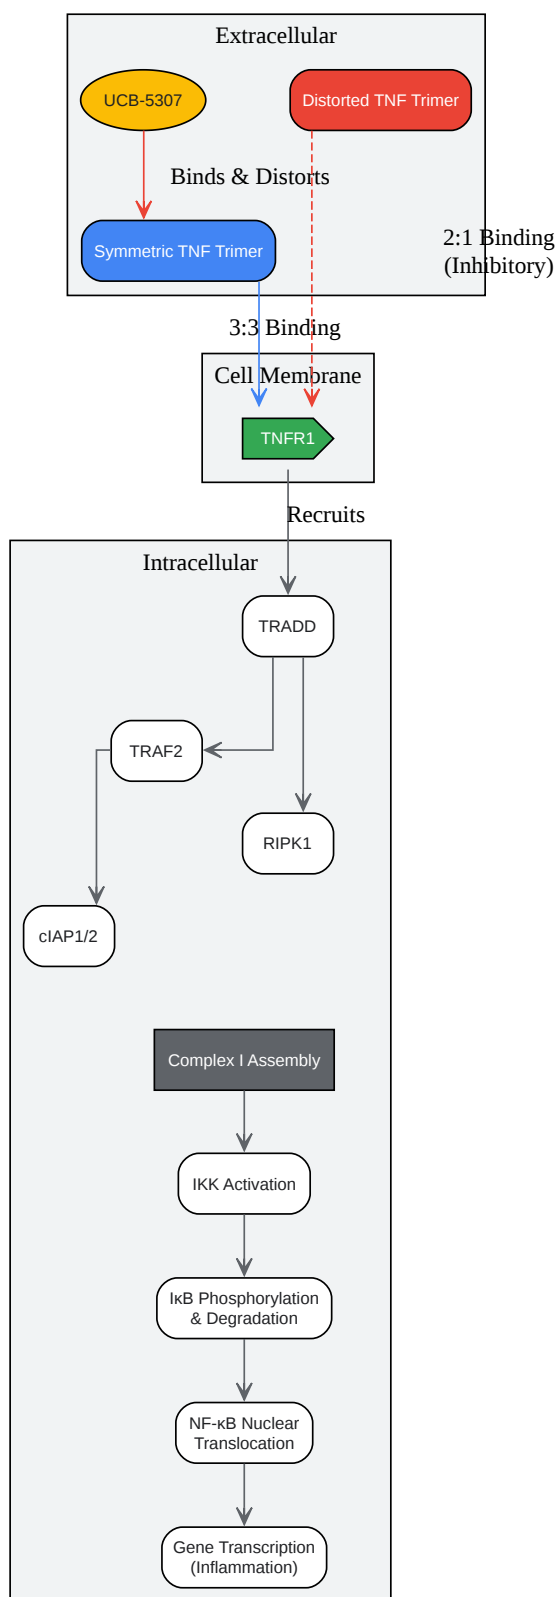 Extracellular
UCB-5307
Distorted TNF Trimer
Binds & Distorts
Symmetric TNF Trimer
2:1 Binding
(Inhibitory)
3:3 Binding
Cell Membrane
TNFR1
Recruits
Intracellular
TRADD
TRAF2
RIPK1
cIAP1/2
Complex I Assembly
IKK Activation
IκB Phosphorylation
& Degradation
NF-κB Nuclear
Translocation
Gene Transcription
(Inflammation)